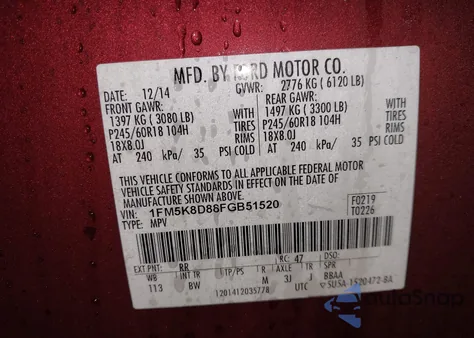 MFD. BY FORD MOTOR CO.
DATE: 12/14 GVWR: 2776 KG ( 6120 LB)
FRONT GAWR: REAR GAWR:
1397 KG ( 3080 LB) WITH 1497 KG ( 3300 LB) WITH
P245/60R18 104H TIRES P245/60R18 104H TIRES
18X8.0J RIMS 18X8.0J RIMS
AT 240 kPa/ 35 PSI COLD AT 240 kPa/ 35 PSI COLD
THIS VEHICLE CONFORMS TO ALL APPLICABLE FEDERAL MOTOR
VEHICLE SAFETY STANDARDS IN EFFECT ON THE DATE OF
MANUFACTURE SHOWN ABOVE.
VIN: 1FM5K8D88FGB51520 F0219
TYPE: MPV T0226
EXT PNT: RR RC: 47 DSO:
WB INT TR TP/PS R AXLE TR SPR
113 BW M 3J J BBAA
1201412035778 UTC 5U5A-1520472-BA
AutoSnap